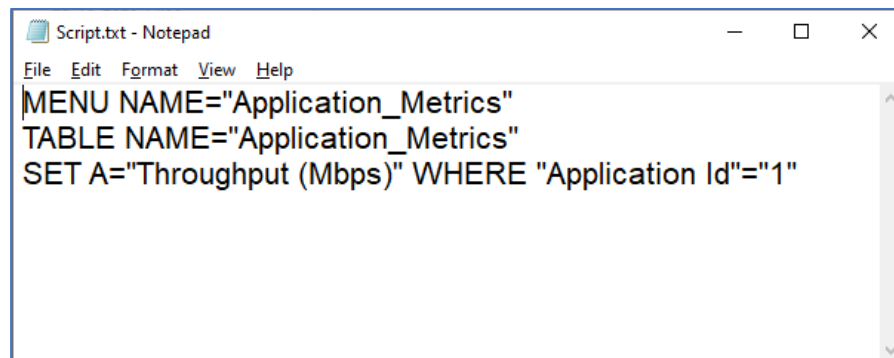 Script.txt - Notepad
File Edit Format View Help
MENU NAME="Application_Metrics"
TABLE NAME="Application_Metrics"
SET A="Throughput (Mbps)" WHERE "Application Id"="1"